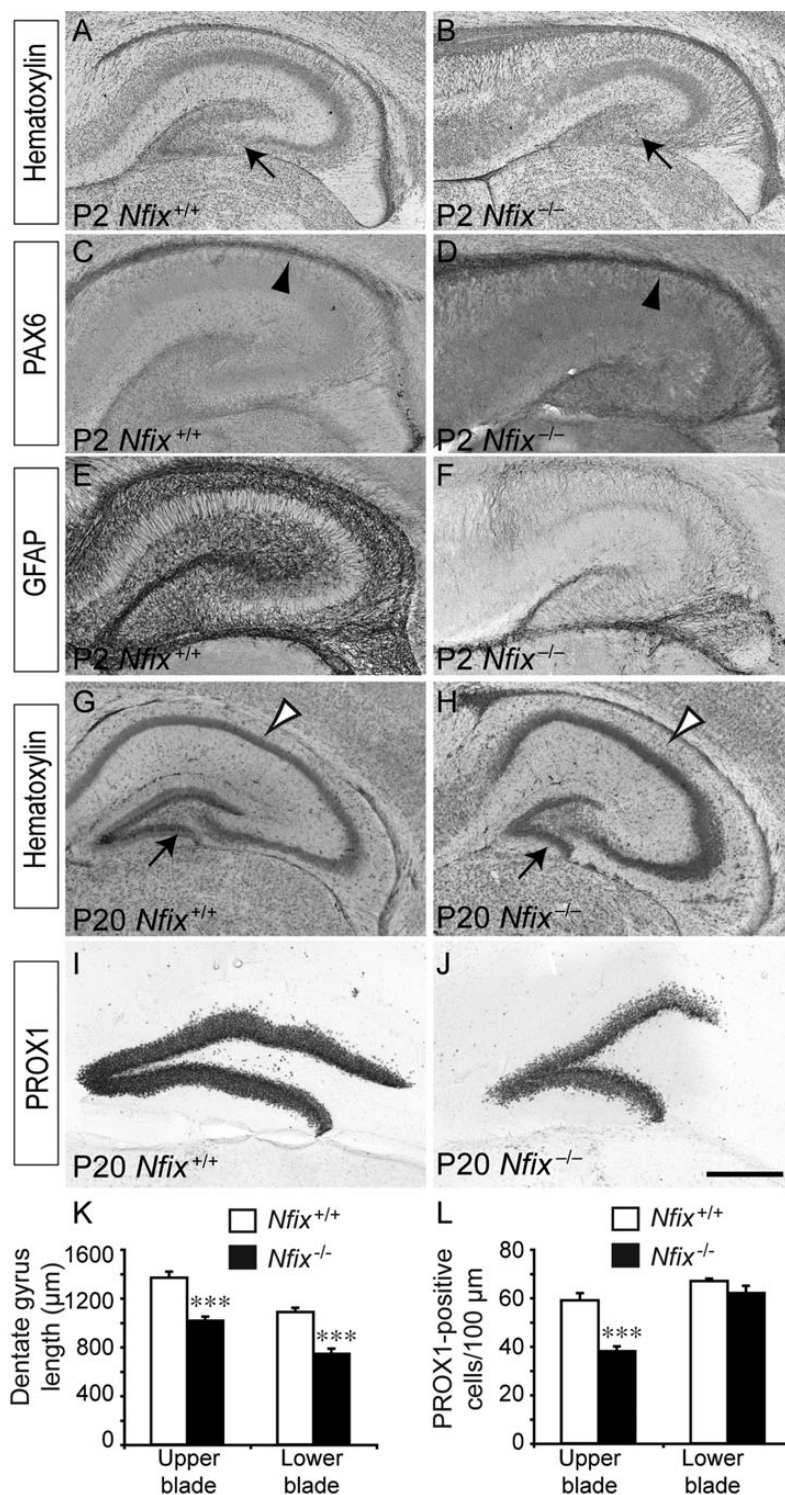 Hematoxylin
A
P2 Nfix+/+
B
P2 Nfix−/−
PAX6
C
P2 Nfix+/+
D
P2 Nfix−/−
GFAP
E
P2 Nfix+/+
F
P2 Nfix−/−
Hematoxylin
G
P20 Nfix+/+
H
P20 Nfix−/−
PROX1
I
P20 Nfix+/+
J
P20 Nfix−/−
K
Nfix+/+
Nfix-/-
Dentate gyrus
length (μm)
1600
1200
800
400
0
***
***
Upper
blade
Lower
blade
L
Nfix+/+
Nfix-/-
PROX1-positive
cells/100 μm
80
60
40
20
0
***
Upper
blade
Lower
blade